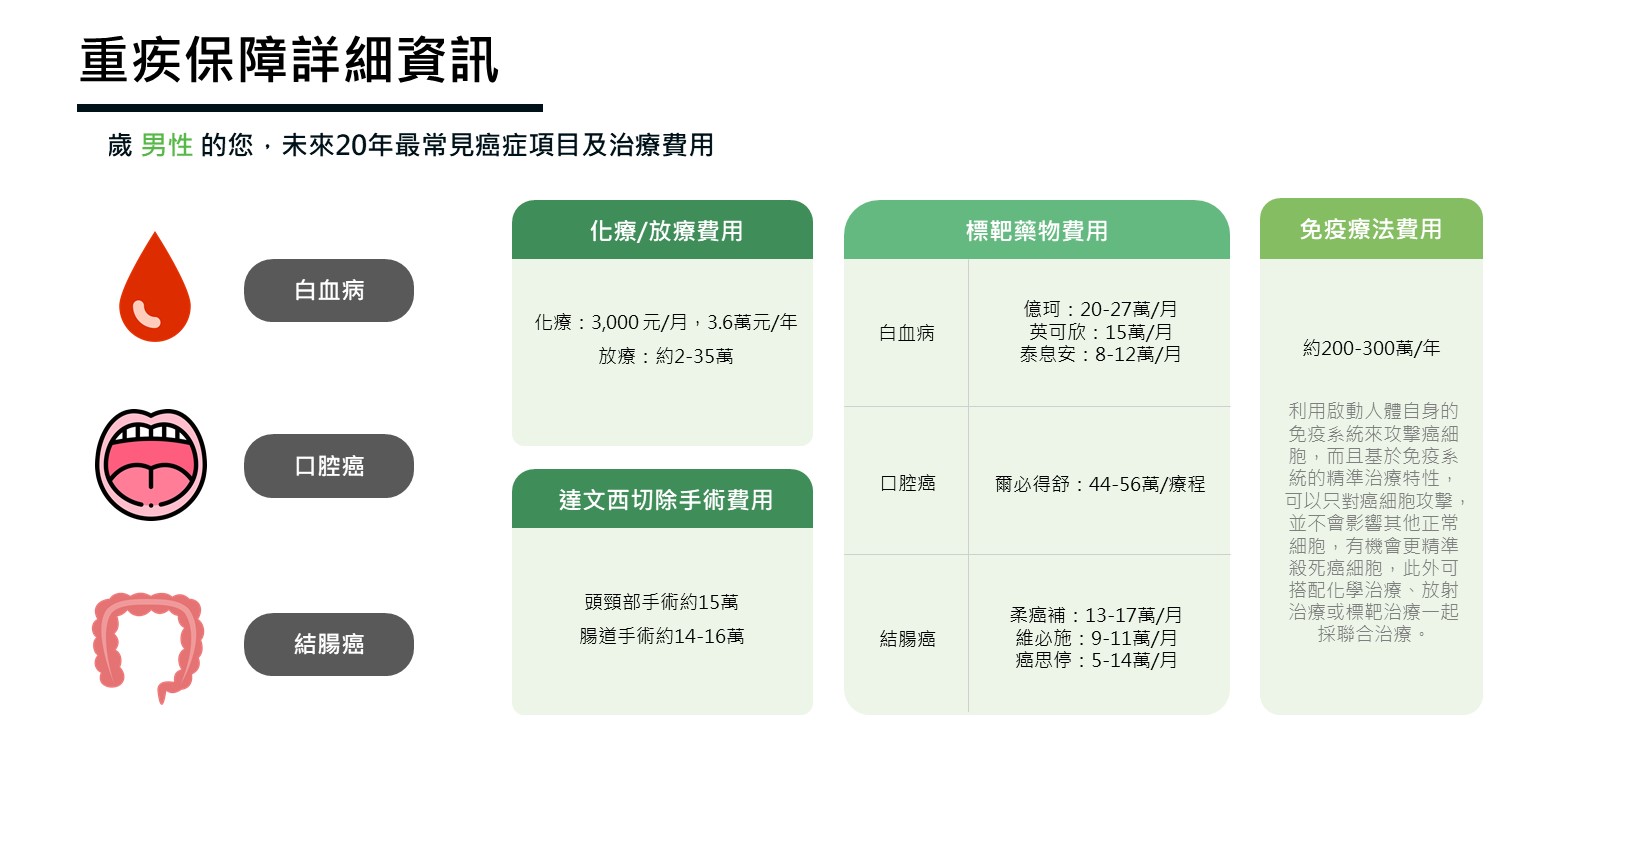 重疾保障詳細資訊
歲 男性 的您，未來20年最常見癌症項目及治療費用
白血病
口腔癌
結腸癌
化療/放療費用
化療：3,000 元/月，3.6萬元/年
放療：約2-35萬
達文西切除手術費用
頭頸部手術約15萬
腸道手術約14-16萬
標靶藥物費用
白血病
億珂：20-27萬/月
英可欣：15萬/月
泰息安：8-12萬/月
口腔癌
爾必得舒：44-56萬/療程
結腸癌
柔癌補：13-17萬/月
維必施：9-11萬/月
癌思停：5-14萬/月
免疫療法費用
約200-300萬/年
利用啟動人體自身的
免疫系統來攻擊癌細
胞，而且基於免疫系
統的精準治療特性，
可以只對癌細胞攻擊，
並不會影響其他正常
細胞，有機會更精準
殺死癌細胞，此外可
搭配化學治療、放射
治療或標靶治療一起
採聯合治療。